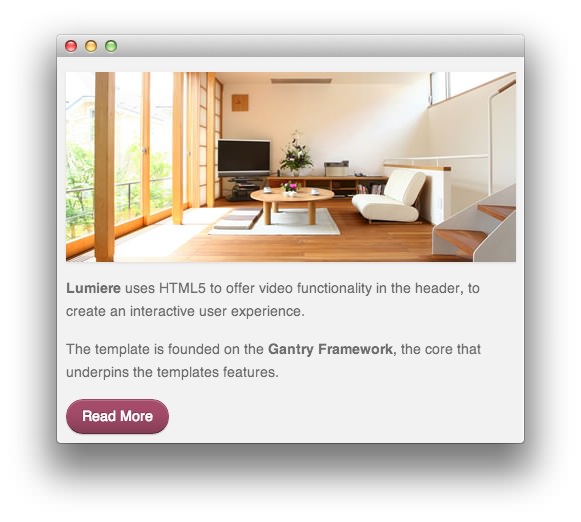 Lumiere uses HTML5 to offer video functionality in the header, to
create an interactive user experience.
The template is founded on the Gantry Framework, the core that
underpins the templates features.
Read More